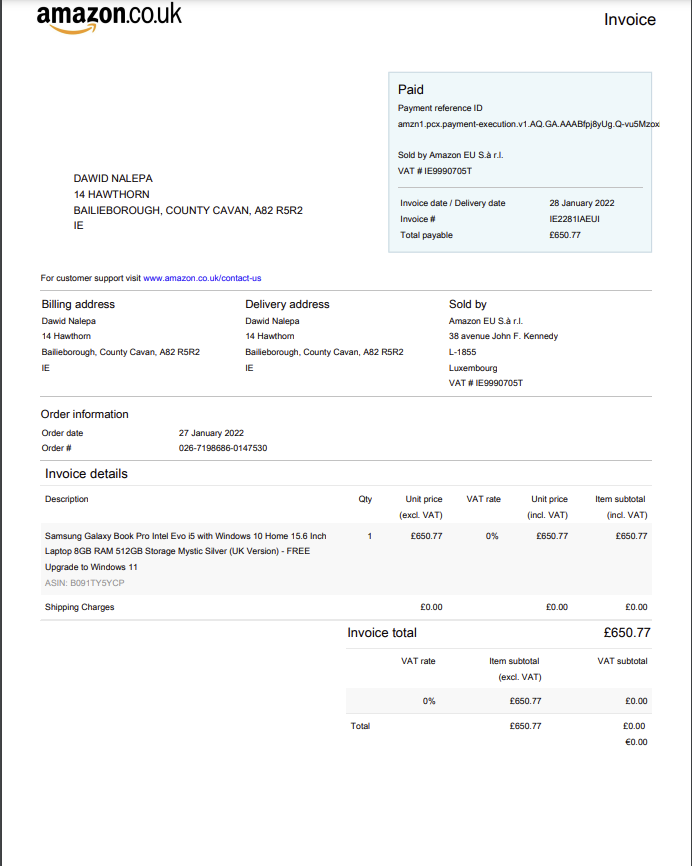 amazon.co.uk
Invoice
Paid
Payment reference ID
amzn1.pcx.payment-execution.v1.AQ.GA.AAABfpj8yUg.Q-vu5Mzox
Sold by Amazon EU S.à r.l.
VAT # IE9990705T
DAWID NALEPA
14 HAWTHORN
BAILIEBOROUGH, COUNTY CAVAN, A82 R5R2
IE
Invoice date / Delivery date 28 January 2022
Invoice # IE2281IAEUI
Total payable £650.77
For customer support visit www.amazon.co.uk/contact-us
Billing address Delivery address Sold by
Dawid Nalepa Dawid Nalepa Amazon EU S.à r.l.
14 Hawthorn 14 Hawthorn 38 avenue John F. Kennedy
Bailieborough, County Cavan, A82 R5R2 Bailieborough, County Cavan, A82 R5R2 L-1855
IE IE Luxembourg
VAT # IE9990705T
Order information
Order date 27 January 2022
Order # 026-7198686-0147530
Invoice details
Description Qty Unit price VAT rate Unit price Item subtotal
(excl. VAT) (incl. VAT) (incl. VAT)
Samsung Galaxy Book Pro Intel Evo i5 with Windows 10 Home 15.6 Inch 1 £650.77 0% £650.77 £650.77
Laptop 8GB RAM 512GB Storage Mystic Silver (UK Version) - FREE
Upgrade to Windows 11
ASIN: B091TY5YCP
Shipping Charges £0.00 £0.00 £0.00
Invoice total £650.77
VAT rate Item subtotal VAT subtotal
(excl. VAT)
0% £650.77 £0.00
Total £650.77 £0.00
€0.00